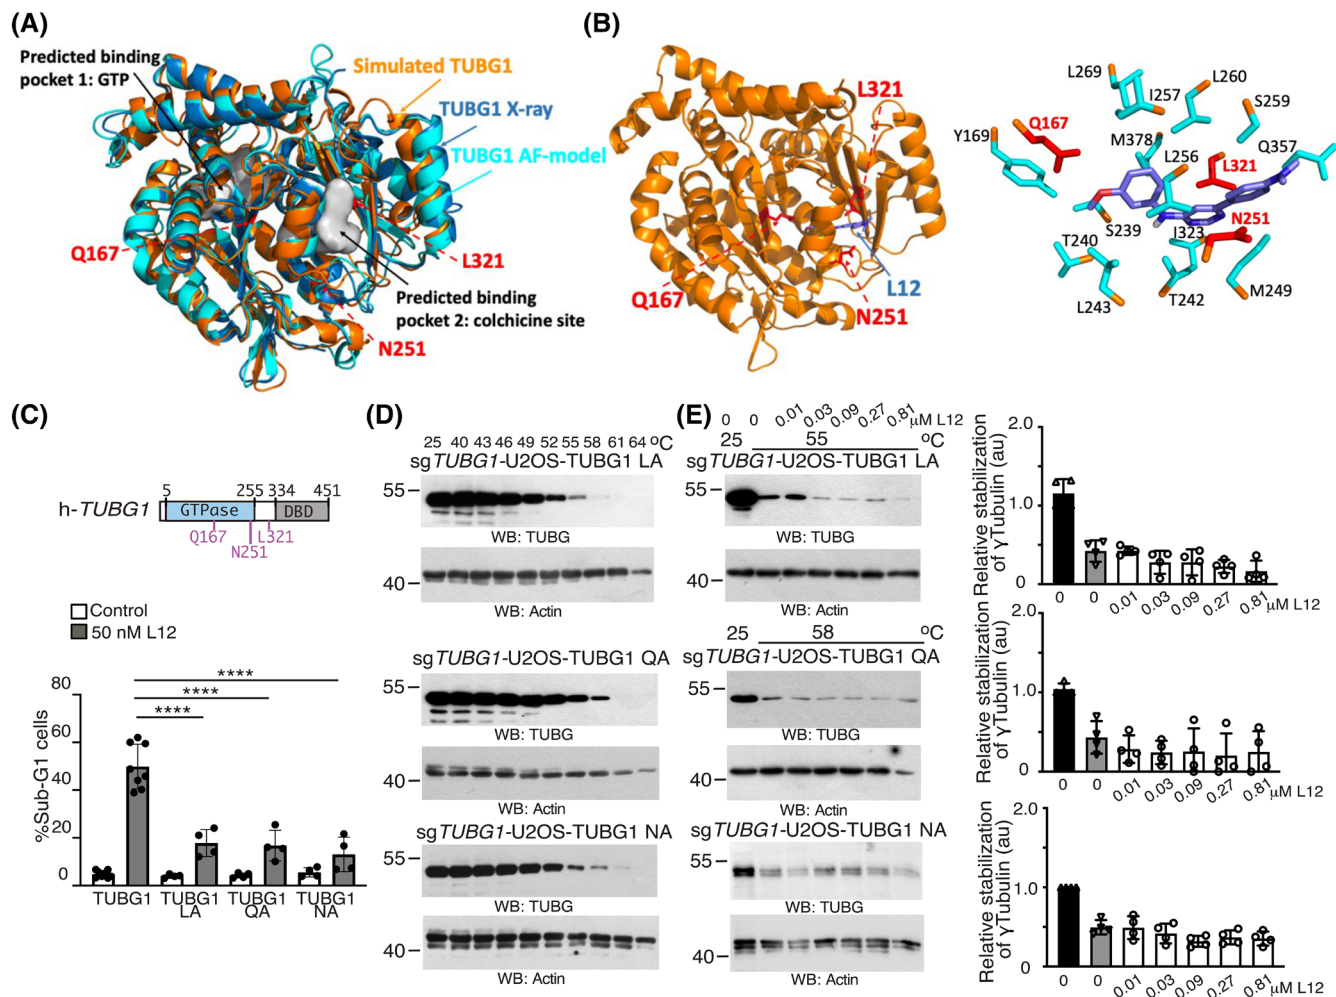 (A)
Predicted binding
pocket 1: GTP
Simulated TUBG1
TUBG1 X-ray
TUBG1 AF-model
Q167
L321
Predicted binding
pocket 2: colchicine site
N251
(B)
L321
Q167
L12
N251
L269
I257
L260
S259
Y169
Q167
M378
L256
Q357
L321
S239
I323
N251
T240
L243
T242
M249
(C)
h-TUBG1
5 255 334 451
GTPase DBD
Q167 L321
N251
Control
50 nM L12
%Sub-G1 cells
80
60
40
20
0
****
****
****
TUBG1 TUBG1 TUBG1 TUBG1
LA QA NA
(D)
25 40 43 46 49 52 55 58 61 64 oC
sgTUBG1-U2OS-TUBG1 LA
55
WB: TUBG
40
WB: Actin
sgTUBG1-U2OS-TUBG1 QA
55
WB: TUBG
40
WB: Actin
sgTUBG1-U2OS-TUBG1 NA
55
WB: TUBG
40
WB: Actin
(E)
0 0 0.01 0.03 0.09 0.27 0.81 μM L12
25 55 oC
sgTUBG1-U2OS-TUBG1 LA
55
WB: TUBG
40
WB: Actin
25 58 oC
sgTUBG1-U2OS-TUBG1 QA
55
WB: TUBG
40
WB: Actin
sgTUBG1-U2OS-TUBG1 NA
55
WB: TUBG
40
WB: Actin
Relative stabilization
of γTubulin (au)
2.0
1.0
0
0 0 0.01 0.03 0.09 0.27 0.81 μM L12
Relative stabilization
of γTubulin (au)
2.0
1.0
0
0 0 0.01 0.03 0.09 0.27 0.81 μM L12
Relative stabilization
of γTubulin (au)
2.0
1.0
0
0 0 0.01 0.03 0.09 0.27 0.81 μM L12